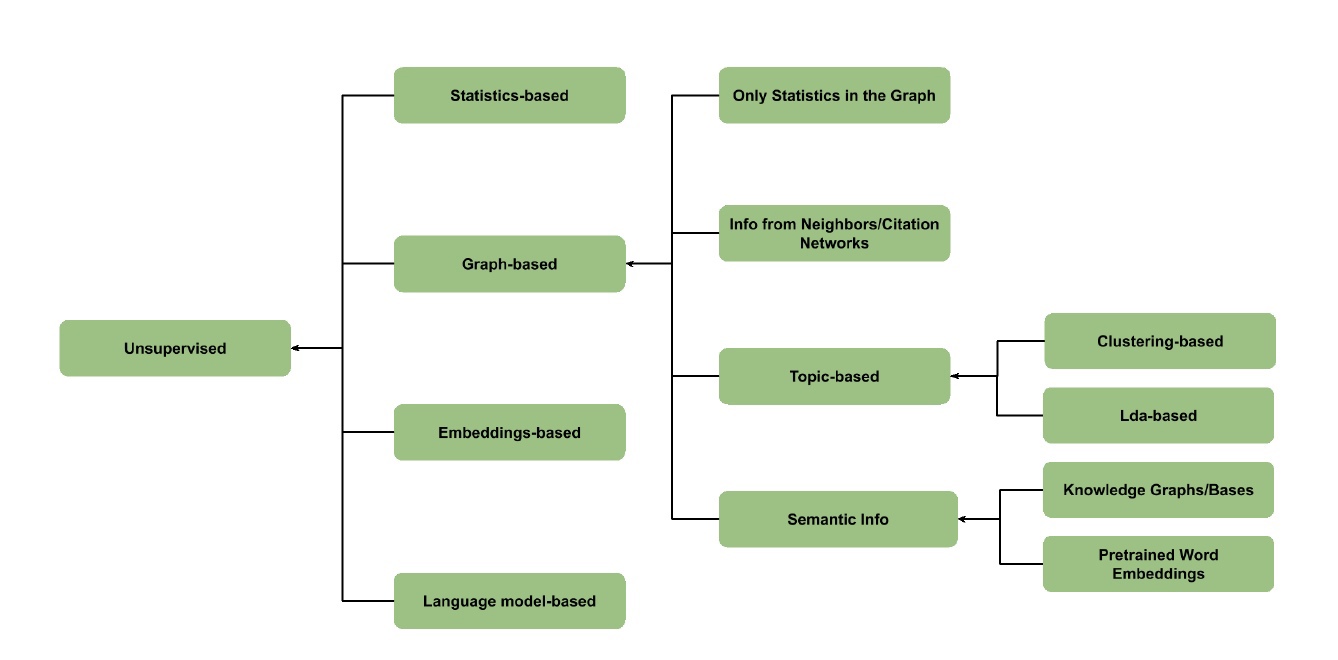 Statistics-based
Only Statistics in the Graph
Info from Neighbors/Citation
Networks
Graph-based
Unsupervised
Clustering-based
Topic-based
Lda-based
Embeddings-based
Knowledge Graphs/Bases
Semantic Info
Pretrained Word
Embeddings
Language model-based